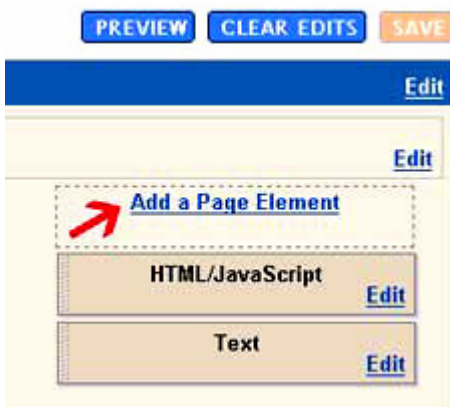 PREVIEW CLEAR EDITS SAVE
Edit
Edit
Add a Page Element
HTML/JavaScript
Edit
Text
Edit